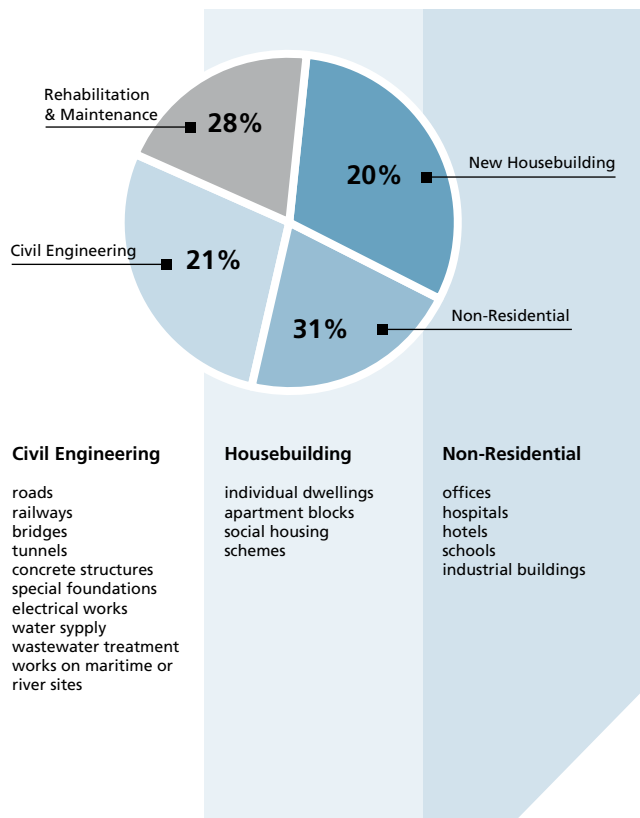 Rehabilitation
& Maintenance
28%
20%
New Housebuilding
Civil Engineering
21%
31%
Non-Residential
Civil Engineering
roads
railways
bridges
tunnels
concrete structures
special foundations
electrical works
water sypply
wastewater treatment
works on maritime or
river sites
Housebuilding
individual dwellings
apartment blocks
social housing
schemes
Non-Residential
offices
hospitals
hotels
schools
industrial buildings